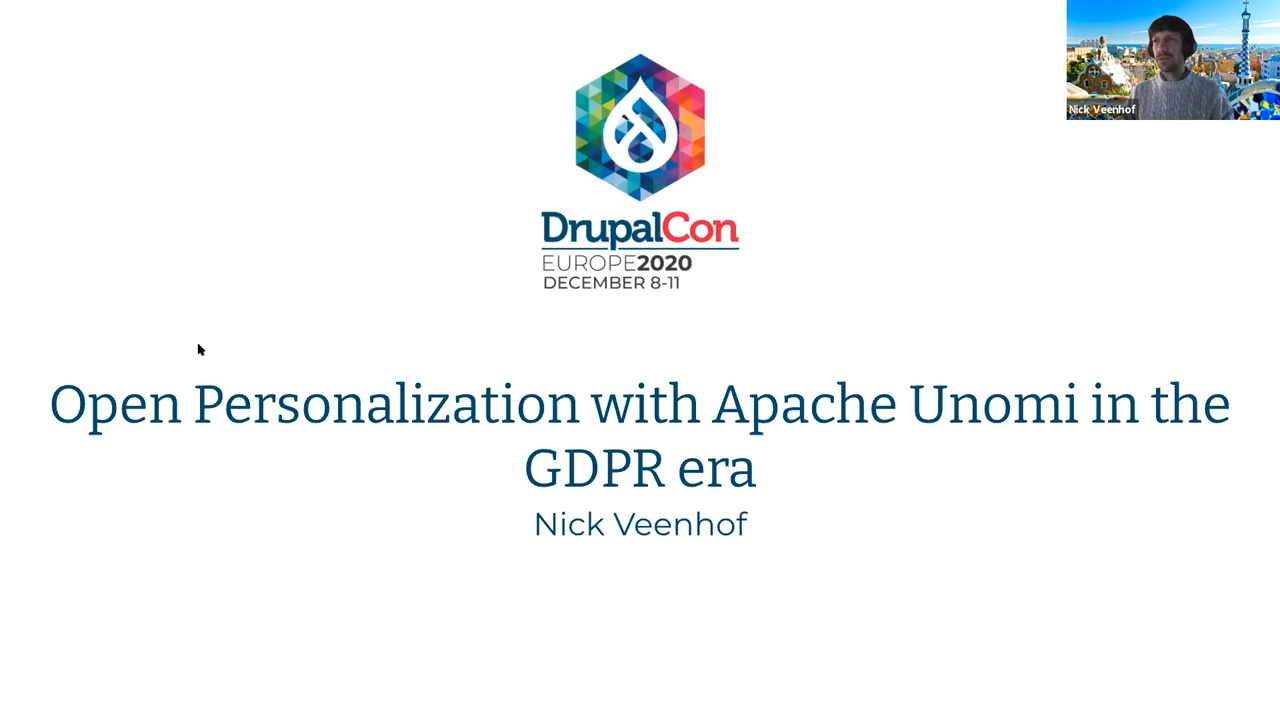 Nick Veenhof
DrupalCon
EUROPE2020
DECEMBER 8-11
Open Personalization with Apache Unomi in the
GDPR era
Nick Veenhof